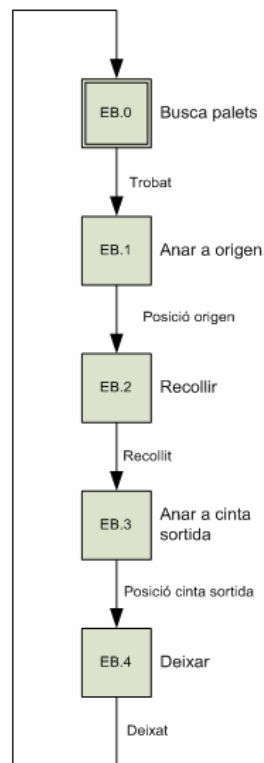 EB.0
Busca palets
Trobat
EB.1
Anar a origen
Posició origen
EB.2
Recollir
Recollit
EB.3
Anar a cinta
sortida
Posició cinta sortida
EB.4
Deixar
Deixat